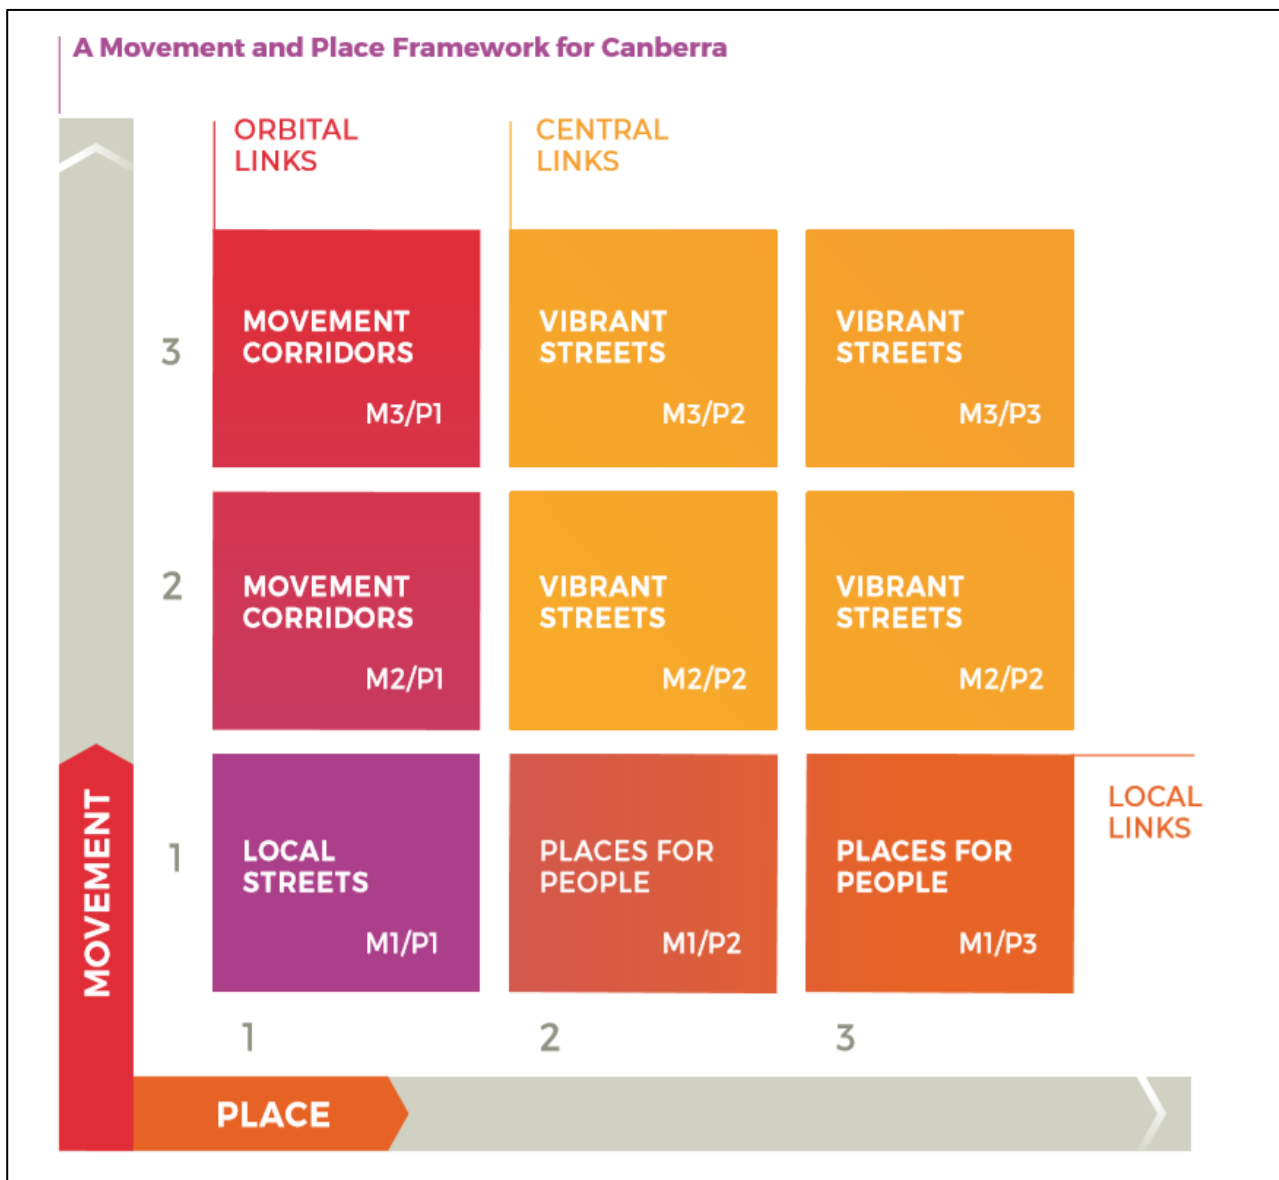 A Movement and Place Framework for Canberra
ORBITAL
LINKS
CENTRAL
LINKS
3
MOVEMENT
CORRIDORS
M3/P1
VIBRANT
STREETS
M3/P2
VIBRANT
STREETS
M3/P3
2
MOVEMENT
CORRIDORS
M2/P1
VIBRANT
STREETS
M2/P2
VIBRANT
STREETS
M2/P2
1
LOCAL
STREETS
M1/P1
PLACES FOR
PEOPLE
M1/P2
PLACES FOR
PEOPLE
M1/P3
LOCAL
LINKS
MOVEMENT
1
2
3
PLACE